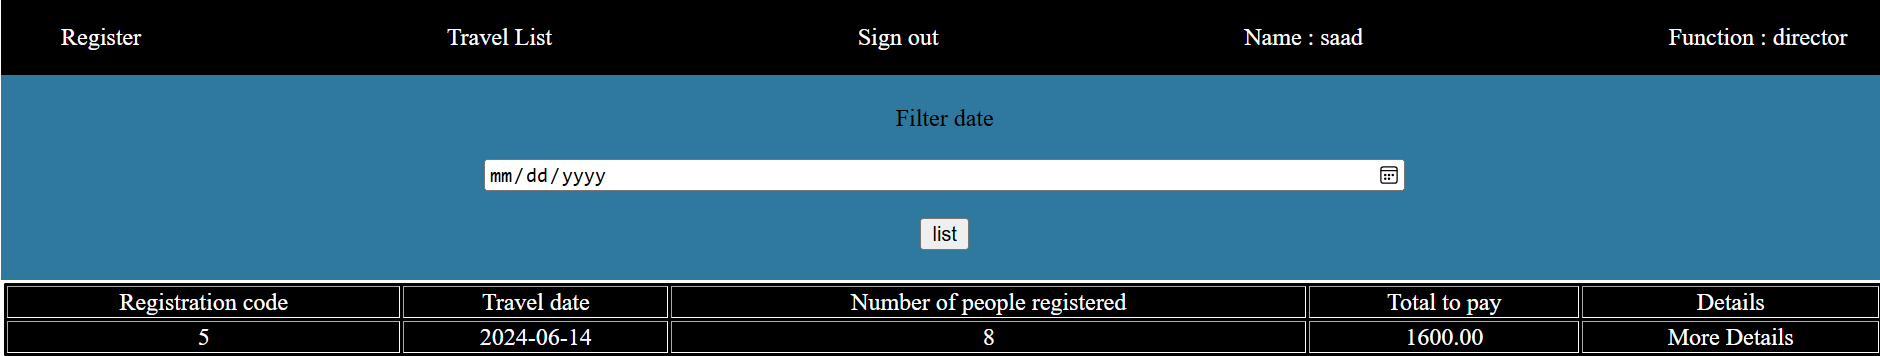 Register Travel List Sign out Name : saad Function : director
Filter date
mm/dd/yyyy
list
Registration code Travel date Number of people registered Total to pay Details
5 2024-06-14 8 1600.00 More Details